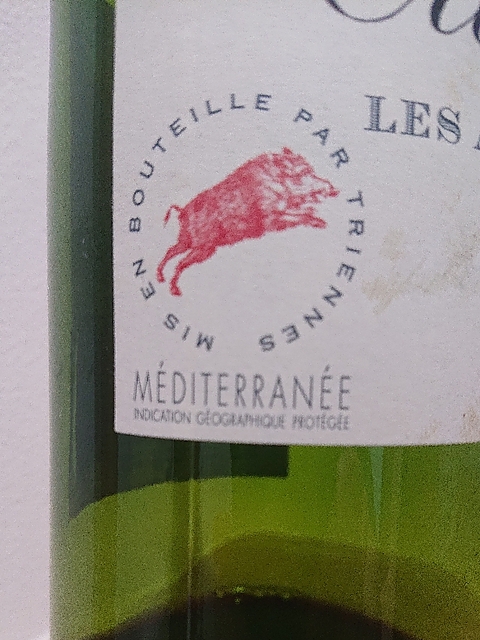 LES
MIS EN BOUTEILLE PAR TRIENNES
MÉDITERRANÉE
INDICATION GÉOGRAPHIQUE PROTÉGÉE